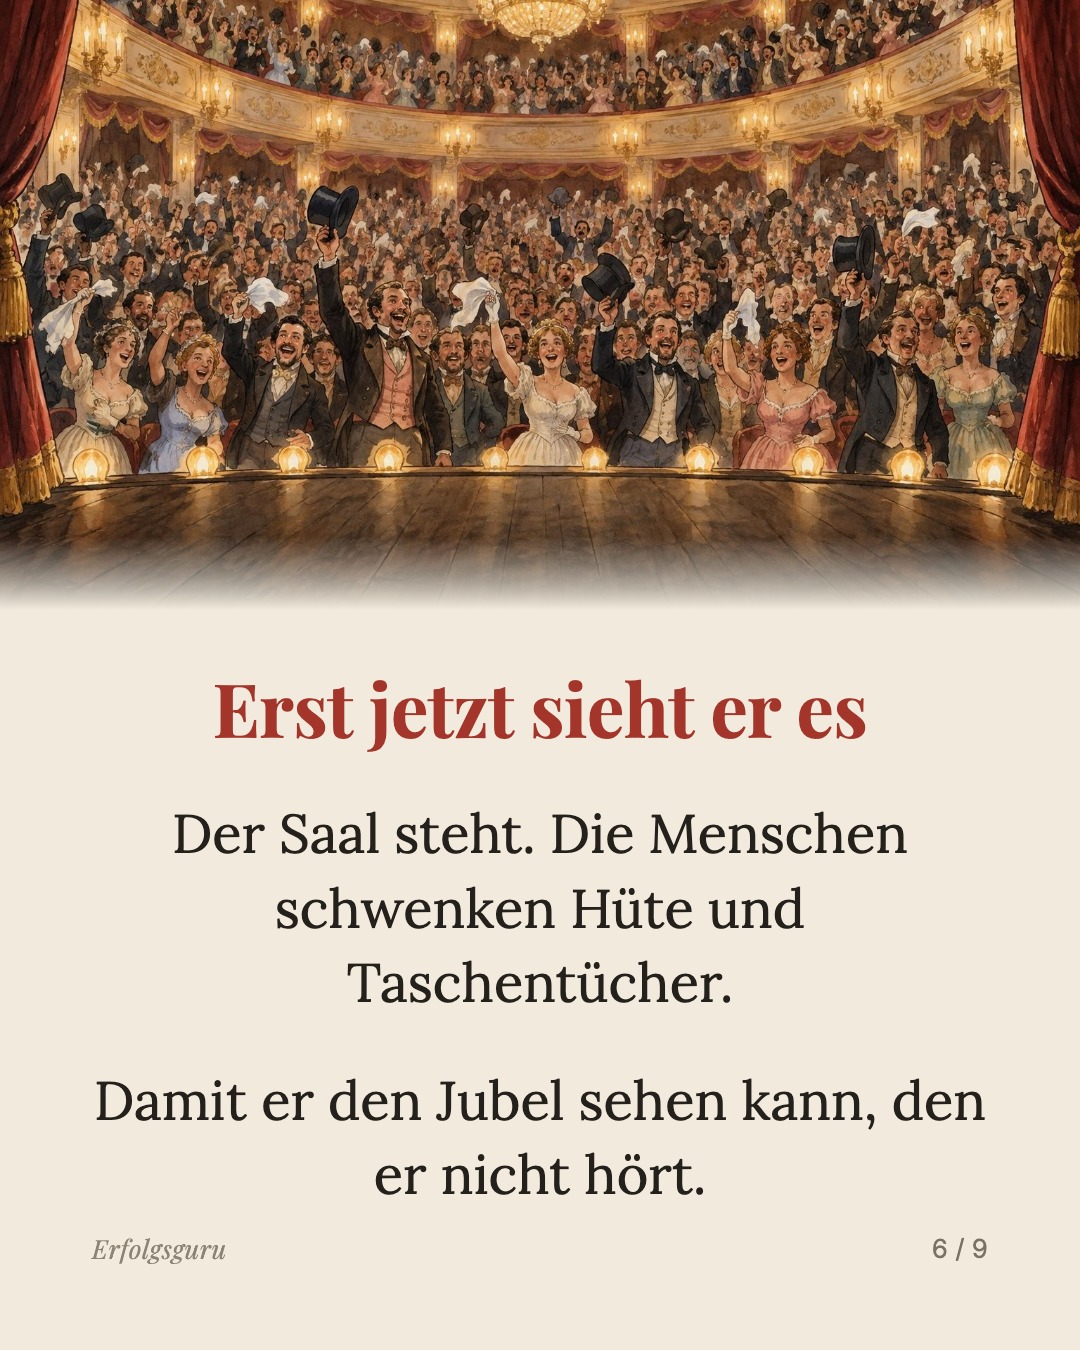 Erst jetzt sieht er es
Der Saal steht. Die Menschen
schwenken Hüte und
Taschentücher.
Damit er den Jubel sehen kann, den
er nicht hört.
Erfolgsguru
6 / 9